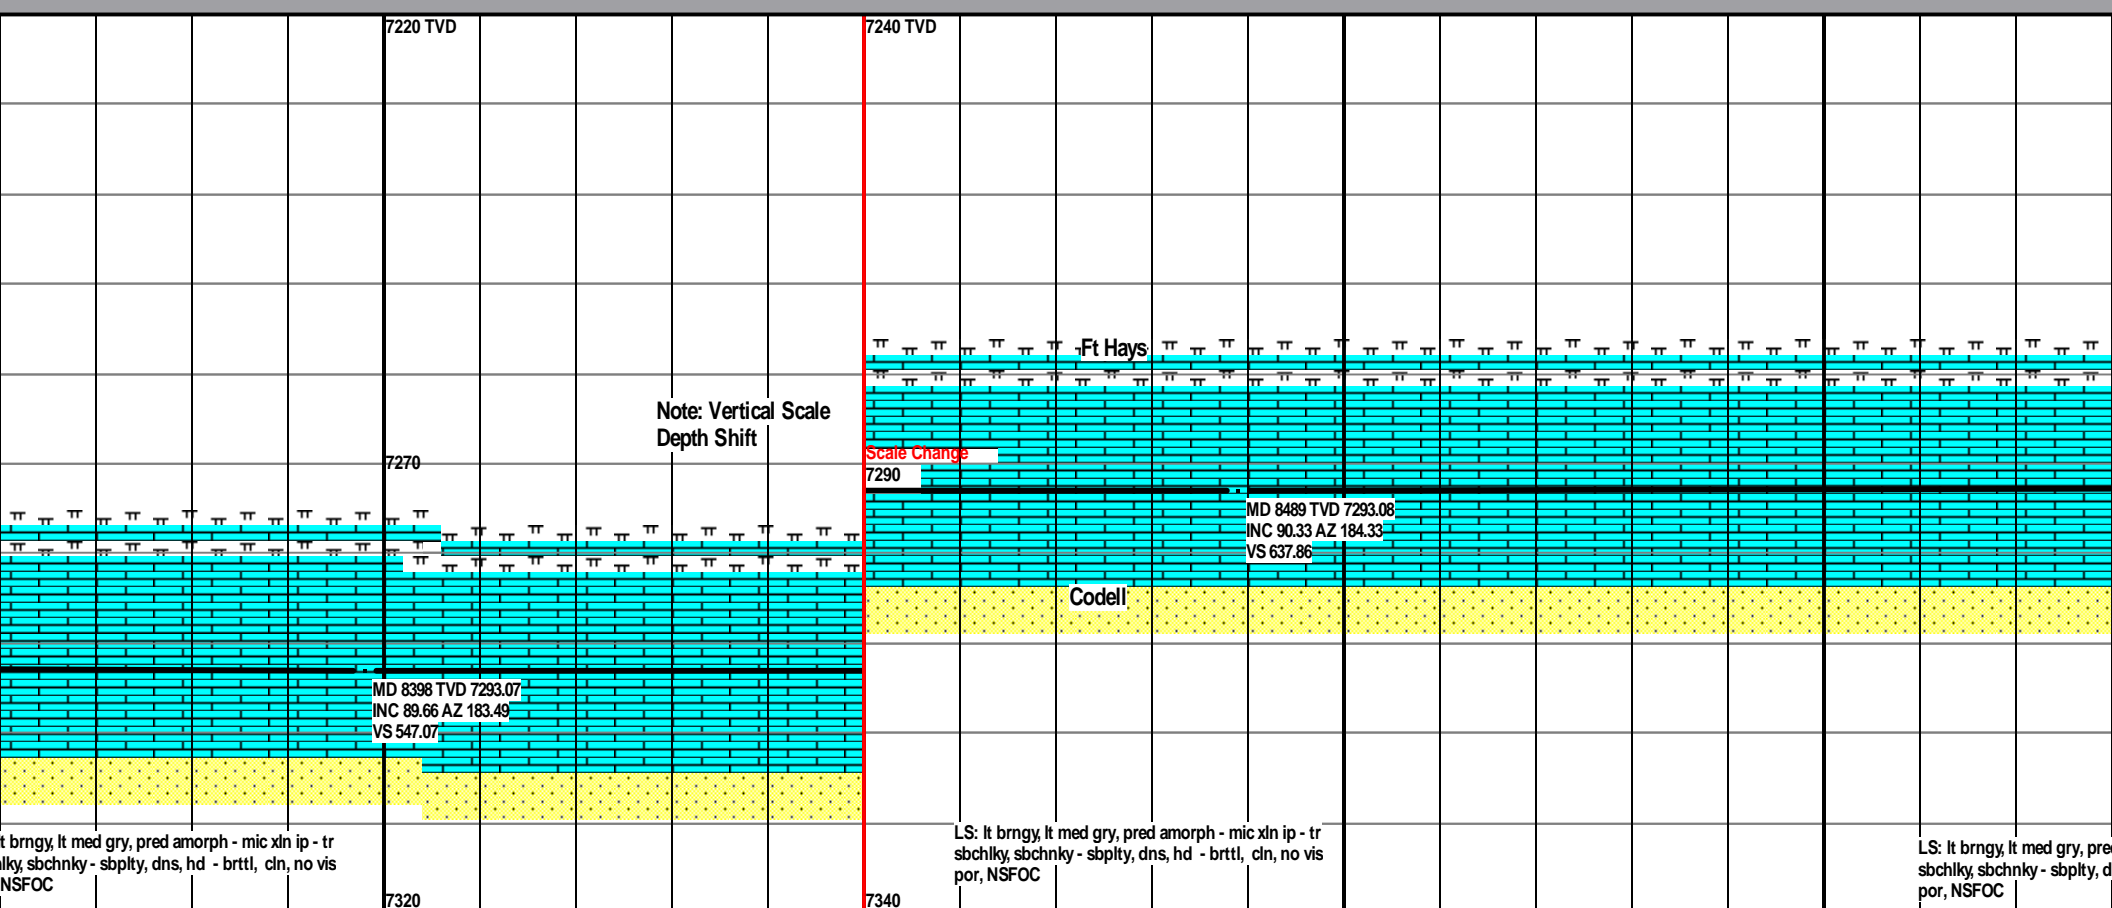 7220 TVD
7240 TVD
Ft Hays
Note: Vertical Scale
Depth Shift
7270
Scale Change
7290
MD 8489 TVD 7293.08
INC 90.33 AZ 184.33
VS 637.86
Codell
MD 8398 TVD 7293.07
INC 89.66 AZ 183.49
VS 547.07
t brngy, lt med gry, pred amorph - mic xln ip - tr
lky, sbchnky - sbplty, dns, hd - brttl, cln, no vis
NSFOC
LS: lt brngy, lt med gry, pred amorph - mic xln ip - tr
sbchlky, sbchnky - sbplty, dns, hd - brttl, cln, no vis
por, NSFOC
LS: lt brngy, lt med gry, pre
sbchlky, sbchnky - sbplty, d
por, NSFOC
7320
7340